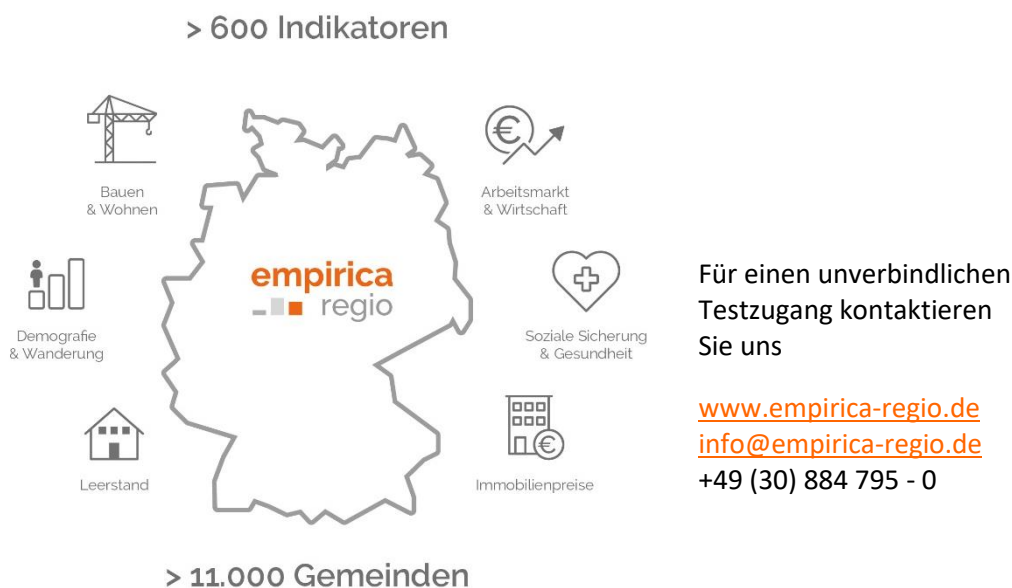 > 600 Indikatoren
Bauen
& Wohnen
Arbeitsmarkt
& Wirtschaft
empirica
regio
Demografie
& Wanderung
Soziale Sicherung
& Gesundheit
Leerstand
Immobilienpreise
> 11.000 Gemeinden
Für einen unverbindlichen
Testzugang kontaktieren
Sie uns
www.empirica-regio.de
info@empirica-regio.de
+49 (30) 884 795 - 0